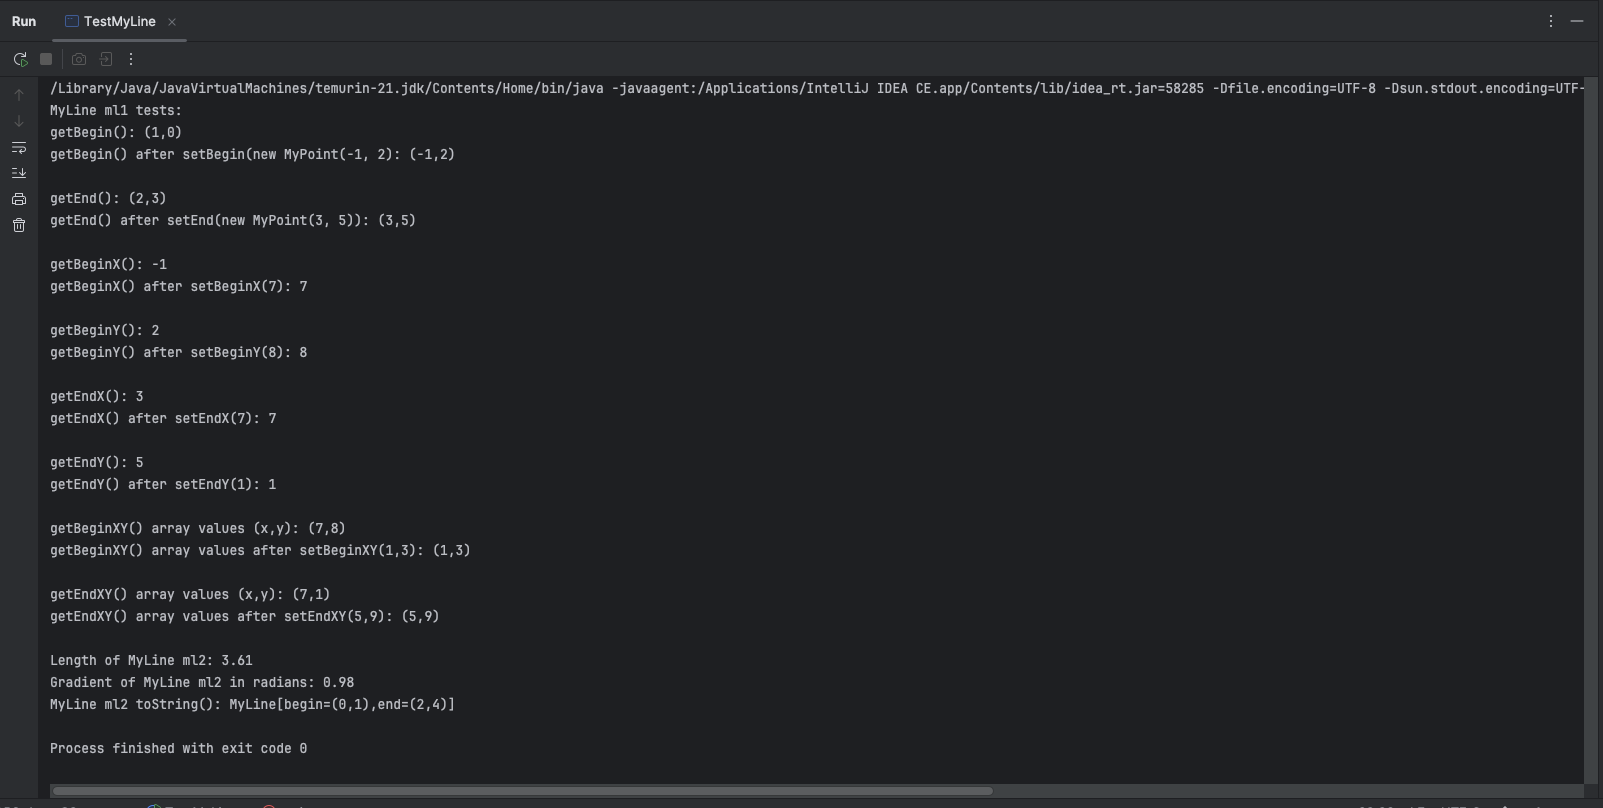 Run TestMyLine
/Library/Java/JavaVirtualMachines/temurin-21.jdk/Contents/Home/bin/java -javaagent:/Applications/IntelliJ IDEA CE.app/Contents/lib/idea_rt.jar=58285 -Dfile.encoding=UTF-8 -Dsun.stdout.encoding=UTF-
MyLine ml1 tests:
getBegin(): (1,0)
getBegin() after setBegin(new MyPoint(-1, 2): (-1,2)
getEnd(): (2,3)
getEnd() after setEnd(new MyPoint(3, 5)): (3,5)
getBeginX(): -1
getBeginX() after setBeginX(7): 7
getBeginY(): 2
getBeginY() after setBeginY(8): 8
getEndX(): 3
getEndX() after setEndX(7): 7
getEndY(): 5
getEndY() after setEndY(1): 1
getBeginXY() array values (x,y): (7,8)
getBeginXY() array values after setBeginXY(1,3): (1,3)
getEndXY() array values (x,y): (7,1)
getEndXY() array values after setEndXY(5,9): (5,9)
Length of MyLine ml2: 3.61
Gradient of MyLine ml2 in radians: 0.98
MyLine ml2 toString(): MyLine[begin=(0,1),end=(2,4)]
Process finished with exit code 0